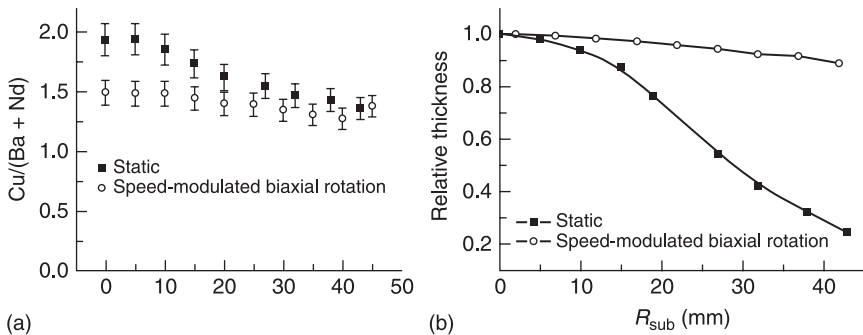 Cu/(Ba + Nd)
2.0
1.5
1.0
1.5
0.0
Static
Speed-modulated biaxial rotation
0 10 20 30 40 50
(a)
Relative thickness
1.0
0.8
0.6
0.4
0.2
Static
Speed-modulated biaxial rotation
0 10 20 30 40
R_sub (mm)
(b)